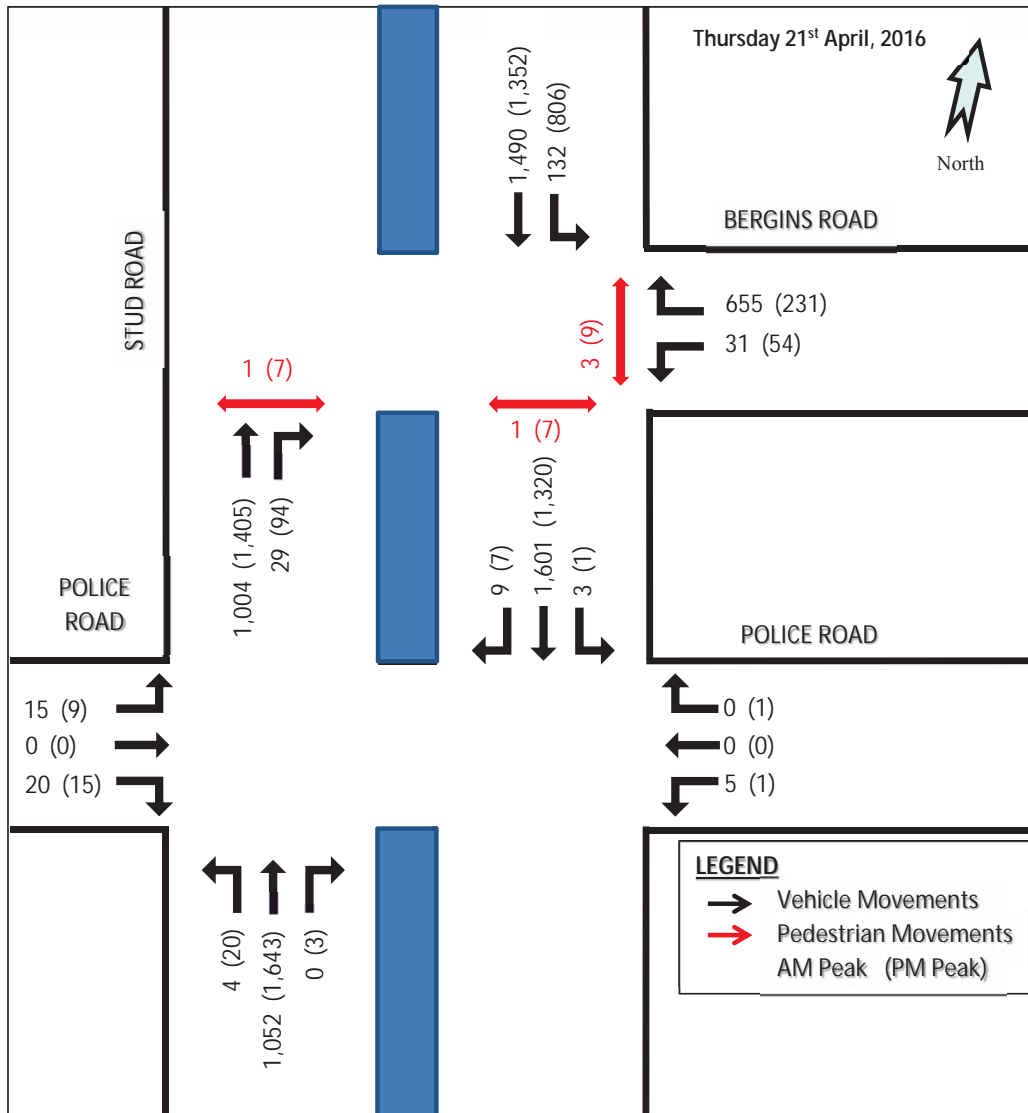 Thursday 21st April, 2016
North
1,490 (1,352)
132 (806)
STUD ROAD
BERGINS ROAD
655 (231)
31 (54)
3 (9)
1 (7)
1 (7)
1,004 (1,405)
29 (94)
9 (7)
1,601 (1,320)
3 (1)
POLICE
ROAD
POLICE ROAD
15 (9)
0 (0)
20 (15)
0 (1)
0 (0)
5 (1)
4 (20)
1,052 (1,643)
0 (3)
LEGEND
Vehicle Movements
Pedestrian Movements
AM Peak (PM Peak)